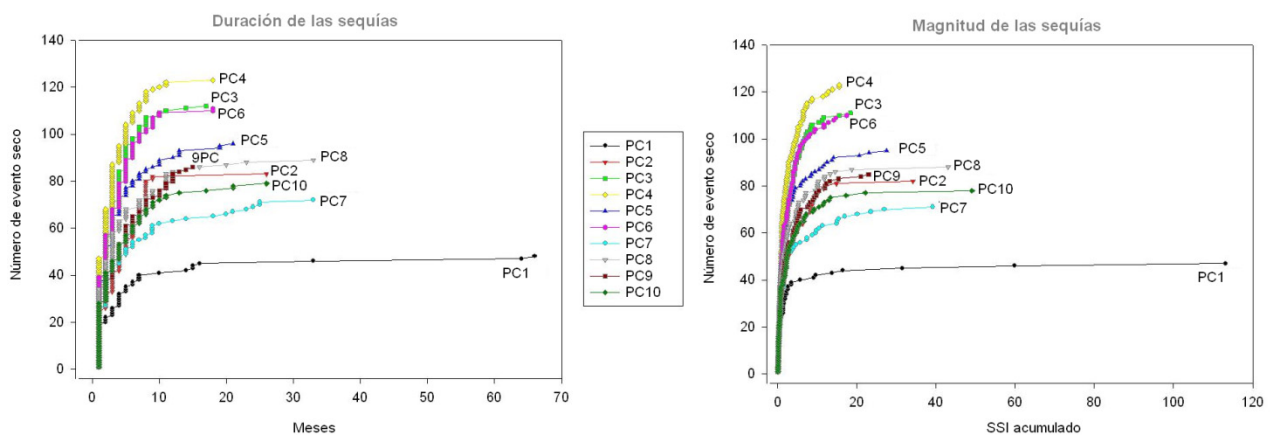 Duración de las sequías
Número de evento seco
140
120
100
80
60
40
20
0
PC4
PC3
PC6
PC5
9PC
PC8
PC2
PC10
PC7
PC1
0 10 20 30 40 50 60 70
Meses
PC1
PC2
PC3
PC4
PC5
PC6
PC7
PC8
PC9
PC10
Magnitud de las sequías
Número de evento seco
140
120
100
80
60
40
20
0
PC4
PC3
PC6
PC5
PC8
PC9
PC2
PC10
PC7
PC1
0 20 40 60 80 100 120
SSI acumulado